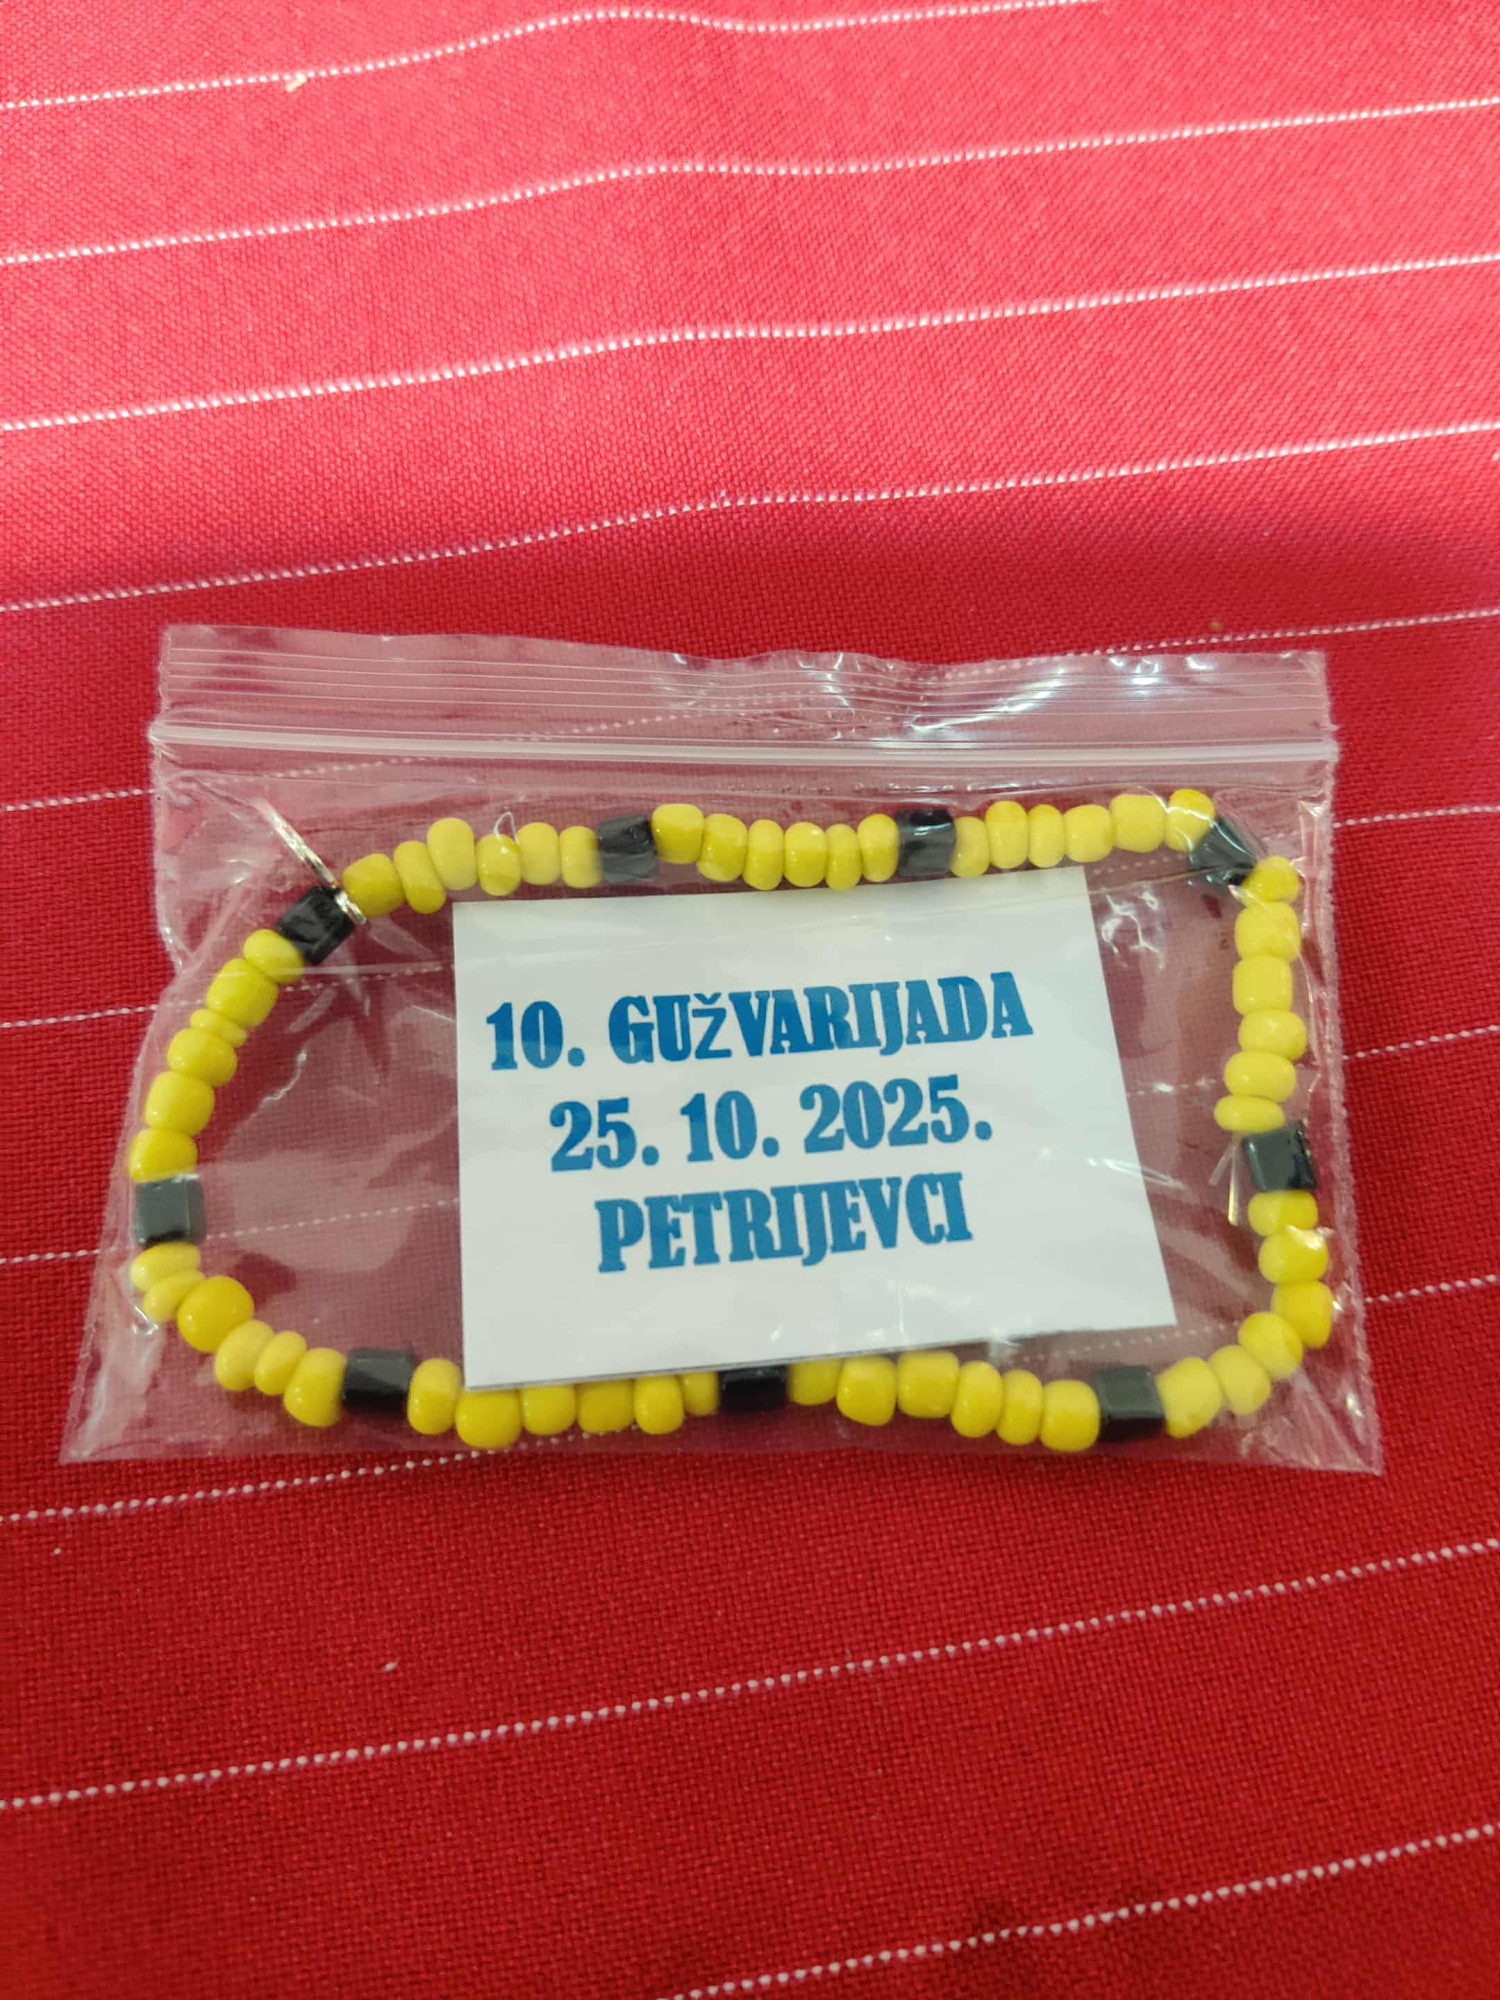 10. GUžVARIJADA
25. 10. 2025.
PETRIJEVCI